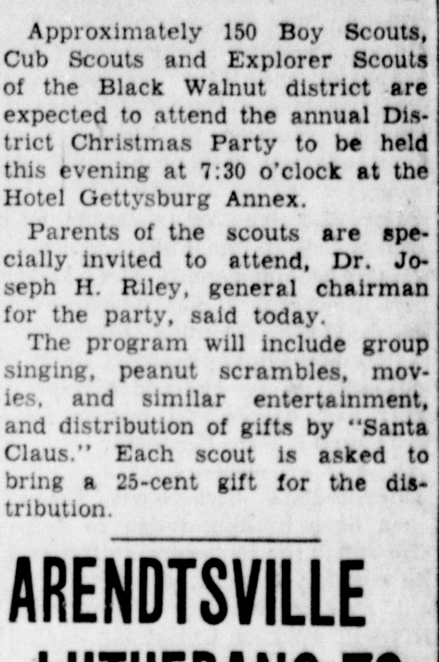 Approximately 150 Boy Scouts,
Cub Scouts and Explorer Scouts
of the Black Walnut district are
expected to attend the annual Dis-
trict Christmas Party to be held
this evening at 7:30 o'clock at the
Hotel Gettysburg Annex.
Parents of the scouts are spe-
cially invited to attend, Dr. Jo-
seph H. Riley, general chairman
for the party, said today.
The program will include group
singing, peanut scrambles, mov-
ies, and similar entertainment,
and distribution of gifts by "Santa
Claus." Each scout is asked to
bring a 25-cent gift for the dis-
tribution.
ARENDTSVILLE
LUTHERANS TO